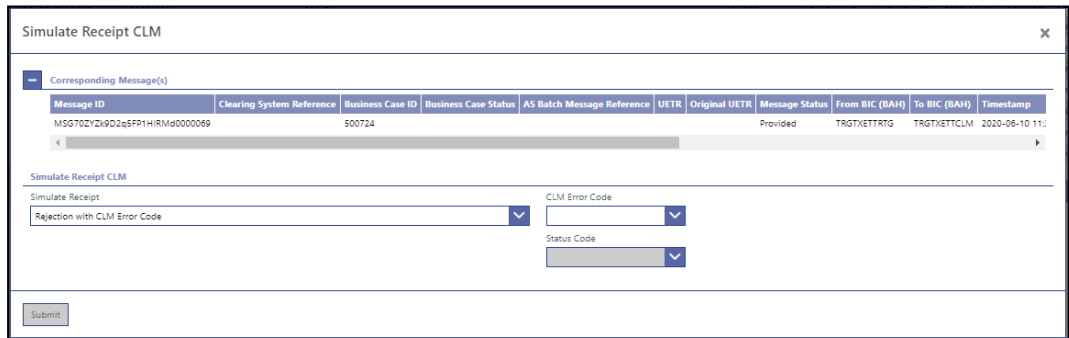 Simulate Receipt CLM
Corresponding Message(s)
Message ID Clearing System Reference Business Case ID Business Case Status AS Batch Message Reference UETR Original UETR Message Status From BIC (BAH) To BIC (BAH) Timestamp
MSG70ZYZk9D2q5FP1HIRMd0000069 500724 Provided TRGTXETTRTG TRGTXETTCLM 2020-06-10 11:
Simulate Receipt CLM
Simulate Receipt CLM Error Code
Rejection with CLM Error Code
Status Code
Submit